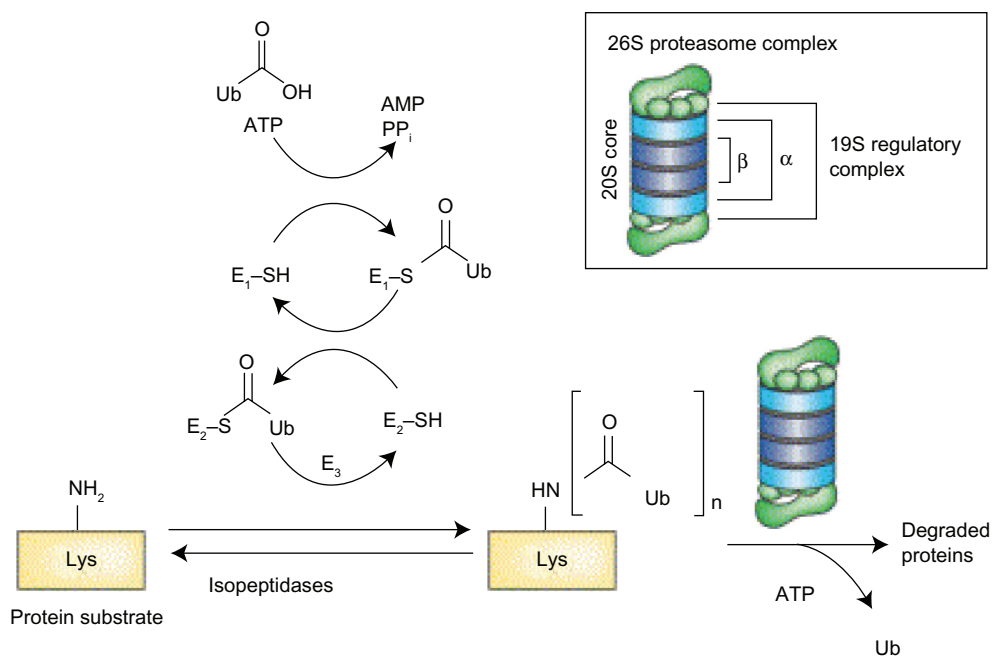 O
Ub
OH
ATP
AMP
PPi
E1–SH
O
E1–S
Ub
O
E2–S
Ub
E2–SH
E3
NH2
Lys
Protein substrate
Isopeptidases
HN
O
Ub
n
Lys
ATP
Degraded
proteins
Ub
26S proteasome complex
20S core
β
α
19S regulatory
complex